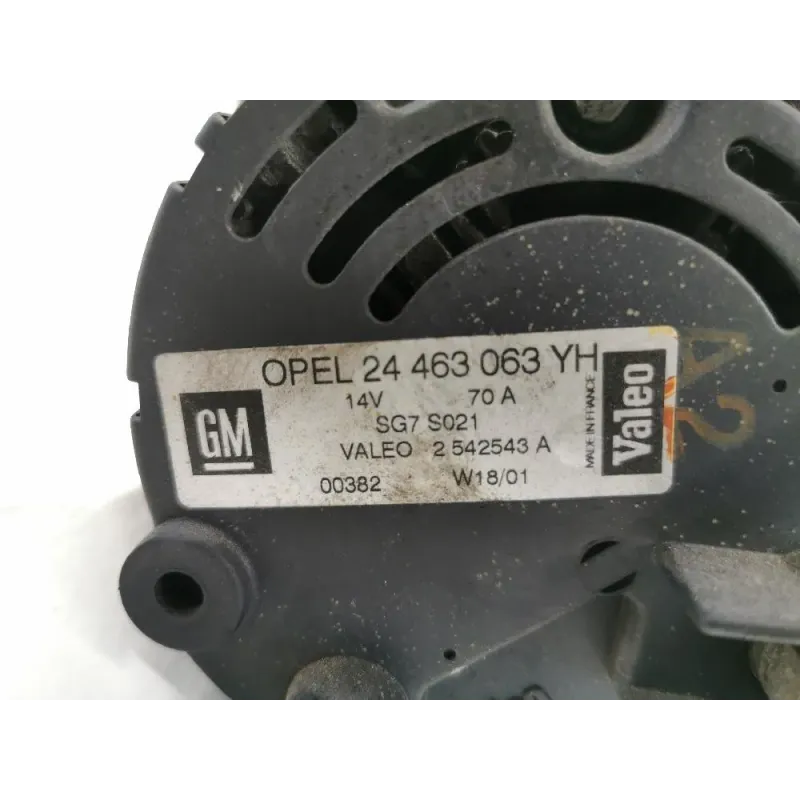 OPEL 24 463 063 YH
14V 70 A
SG7 S021
VALEO 2 542543 A
00382 W18/01
GM
MADE IN FRANCE
Valeo
A2